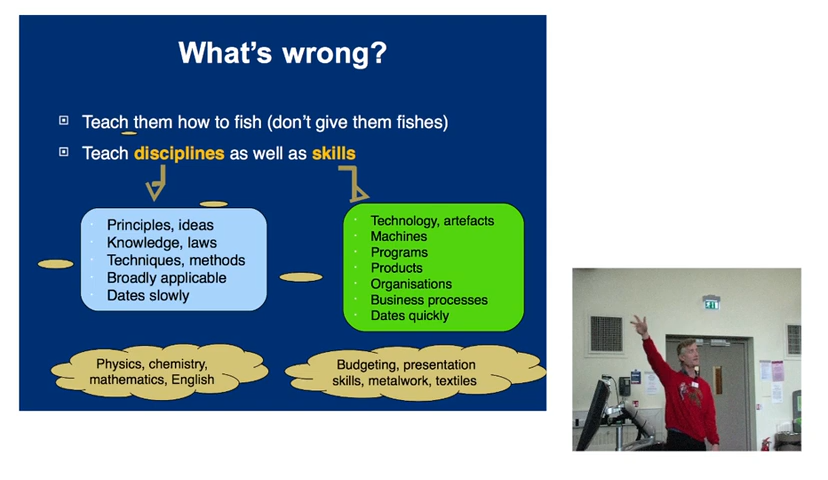 What's wrong?
Teach them how to fish (don't give them fishes)
Teach disciplines as well as skills
Principles, ideas
Knowledge, laws
Techniques, methods
Broadly applicable
Dates slowly
Technology, artefacts
Machines
Programs
Products
Organisations
Business processes
Dates quickly
Physics, chemistry,
mathematics, English
Budgeting, presentation
skills, metalwork, textiles